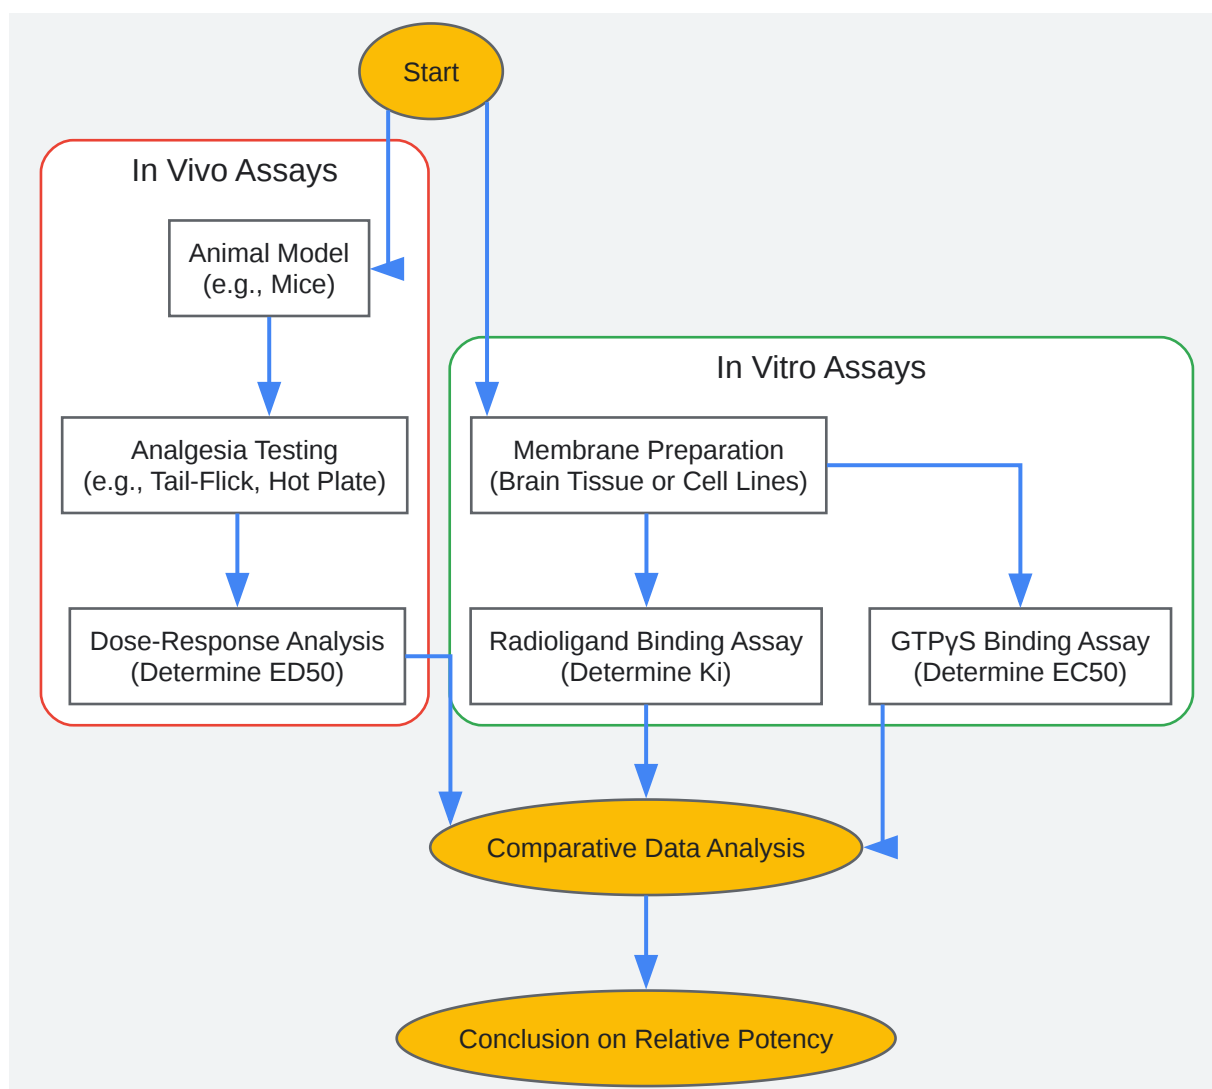 Start
In Vivo Assays
Animal Model
(e.g., Mice)
Analgesia Testing
(e.g., Tail-Flick, Hot Plate)
Dose-Response Analysis
(Determine ED50)
In Vitro Assays
Membrane Preparation
(Brain Tissue or Cell Lines)
Radioligand Binding Assay
(Determine Ki)
GTPγS Binding Assay
(Determine EC50)
Comparative Data Analysis
Conclusion on Relative Potency